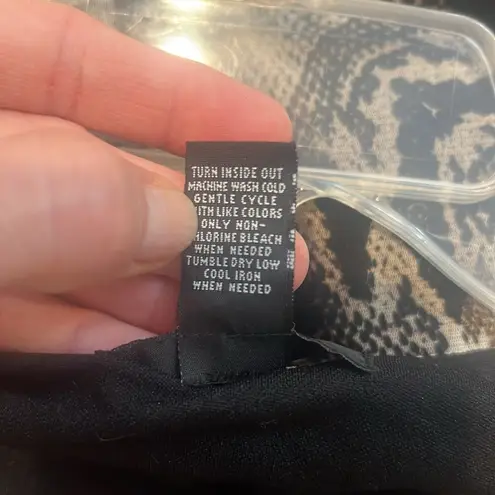 TURN INSIDE OUT
MACHINE WASH COLD
GENTLE CYCLE
WITH LIKE COLORS
ONLY NON-
CHLORINE BLEACH
WHEN NEEDED
TUMBLE DRY LOW
COOL IRON
WHEN NEEDED